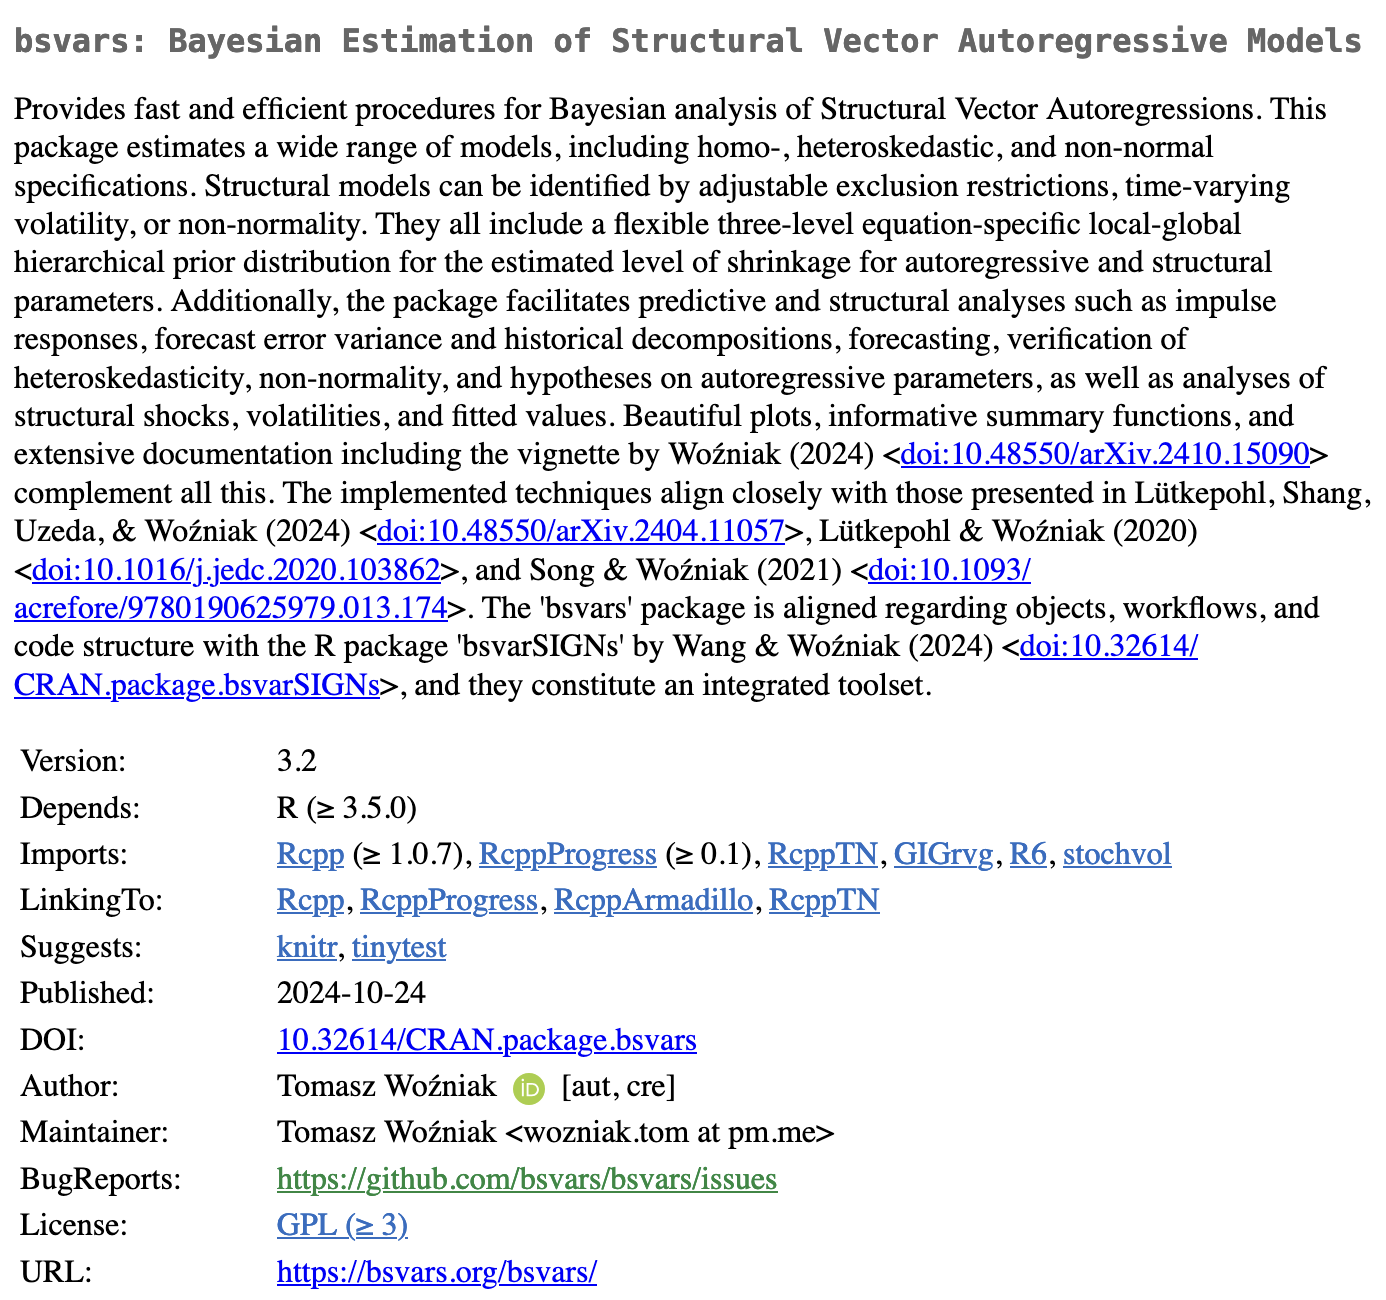 bsvars: Bayesian Estimation of Structural Vector Autoregressive Models
Provides fast and efficient procedures for Bayesian analysis of Structural Vector Autoregressions. This
package estimates a wide range of models, including homo-, heteroskedastic, and non-normal
specifications. Structural models can be identified by adjustable exclusion restrictions, time-varying
volatility, or non-normality. They all include a flexible three-level equation-specific local-global
hierarchical prior distribution for the estimated level of shrinkage for autoregressive and structural
parameters. Additionally, the package facilitates predictive and structural analyses such as impulse
responses, forecast error variance and historical decompositions, forecasting, verification of
heteroskedasticity, non-normality, and hypotheses on autoregressive parameters, as well as analyses of
structural shocks, volatilities, and fitted values. Beautiful plots, informative summary functions, and
extensive documentation including the vignette by Woźniak (2024) <doi:10.48550/arXiv.2410.15090>
complement all this. The implemented techniques align closely with those presented in Lütkepohl, Shang,
Uzeda, & Woźniak (2024) <doi:10.48550/arXiv.2404.11057>, Lütkepohl & Woźniak (2020)
<doi:10.1016/j.jedc.2020.103862>, and Song & Woźniak (2021) <doi:10.1093/
acrefore/9780190625979.013.174>. The 'bsvars' package is aligned regarding objects, workflows, and
code structure with the R package 'bsvarSIGNs' by Wang & Woźniak (2024) <doi:10.32614/
CRAN.package.bsvarSIGNs>, and they constitute an integrated toolset.
Version: 3.2
Depends: R (≥ 3.5.0)
Imports: Rcpp (≥ 1.0.7), RcppProgress (≥ 0.1), RcppTN, GIGrvg, R6, stochvol
LinkingTo: Rcpp, RcppProgress, RcppArmadillo, RcppTN
Suggests: knitr, tinytest
Published: 2024-10-24
DOI: 10.32614/CRAN.package.bsvars
Author: Tomasz Woźniak iD [aut, cre]
Maintainer: Tomasz Woźniak <wozniak.tom at pm.me>
BugReports: https://github.com/bsvars/bsvars/issues
License: GPL (≥ 3)
URL: https://bsvars.org/bsvars/